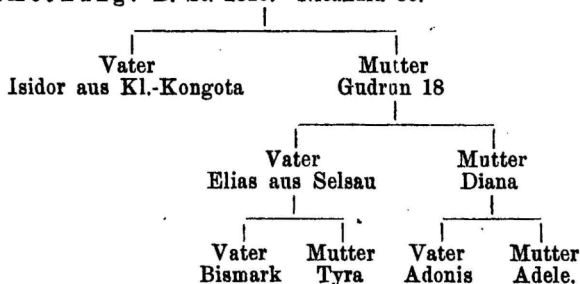 Vater Mutter
Isidor aus Kl.-Kongota Gudrun 18
Vater Mutter
Elias aus Selsau Diana
Vater Mutter Vater Mutter
Bismark Tyra Adonis Adele.